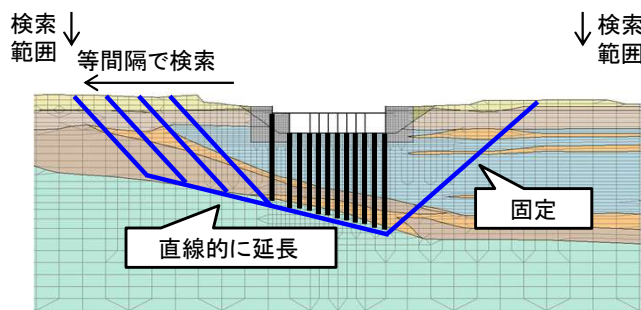 検索
範囲
検索
範囲
等間隔で検索
固定
直線的に延長